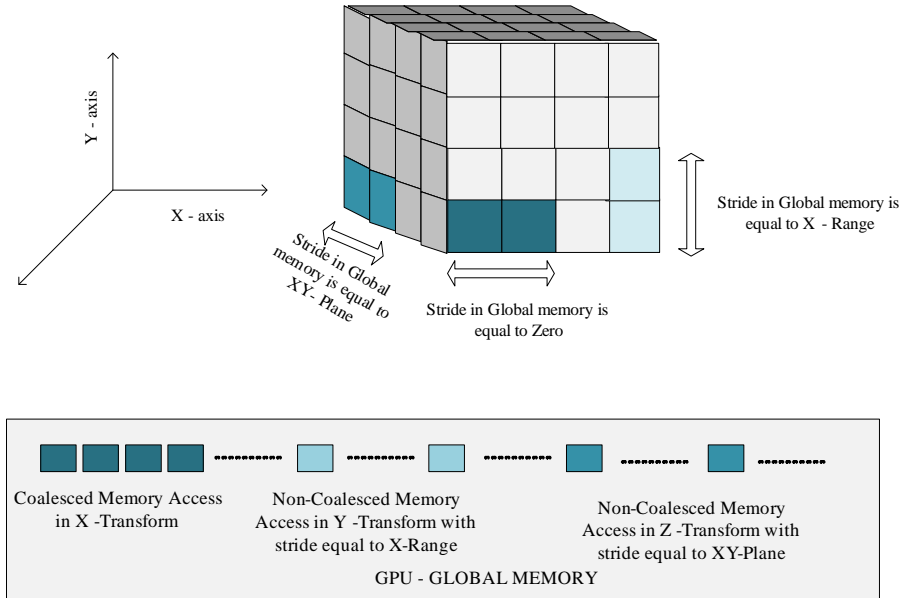 Y - axis
X - axis
Stride in Global
memory is equal to
XY- Plane
Stride in Global memory is
equal to Zero
Stride in Global memory is
equal to X - Range
Coalesced Memory Access
in X -Transform
Non-Coalesced Memory
Access in Y -Transform with
stride equal to X-Range
Non-Coalesced Memory
Access in Z -Transform with
stride equal to XY-Plane
GPU - GLOBAL MEMORY